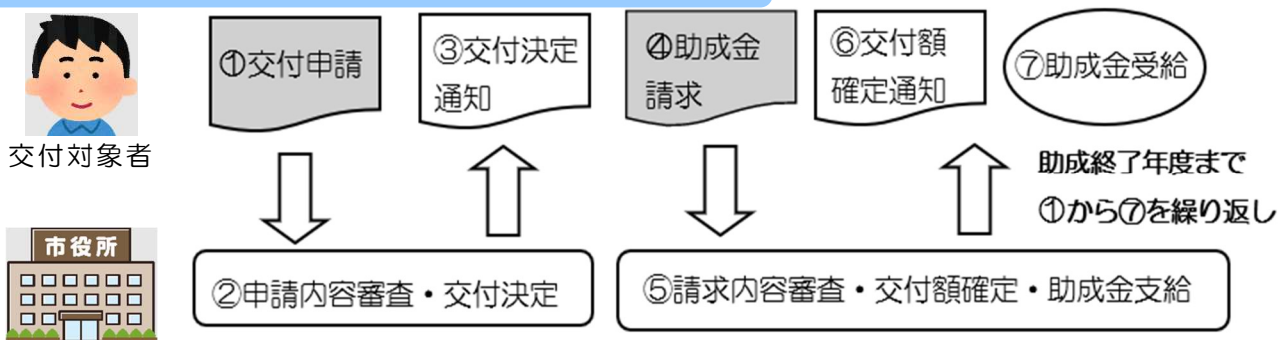 ①交付申請
③交付決定
通知
④助成金
請求
⑥交付額
確定通知
⑦助成金受給
交付対象者
助成終了年度まで
①から⑦を繰り返し
市役所
②申請内容審査・交付決定
⑤請求内容審査・交付額確定・助成金支給